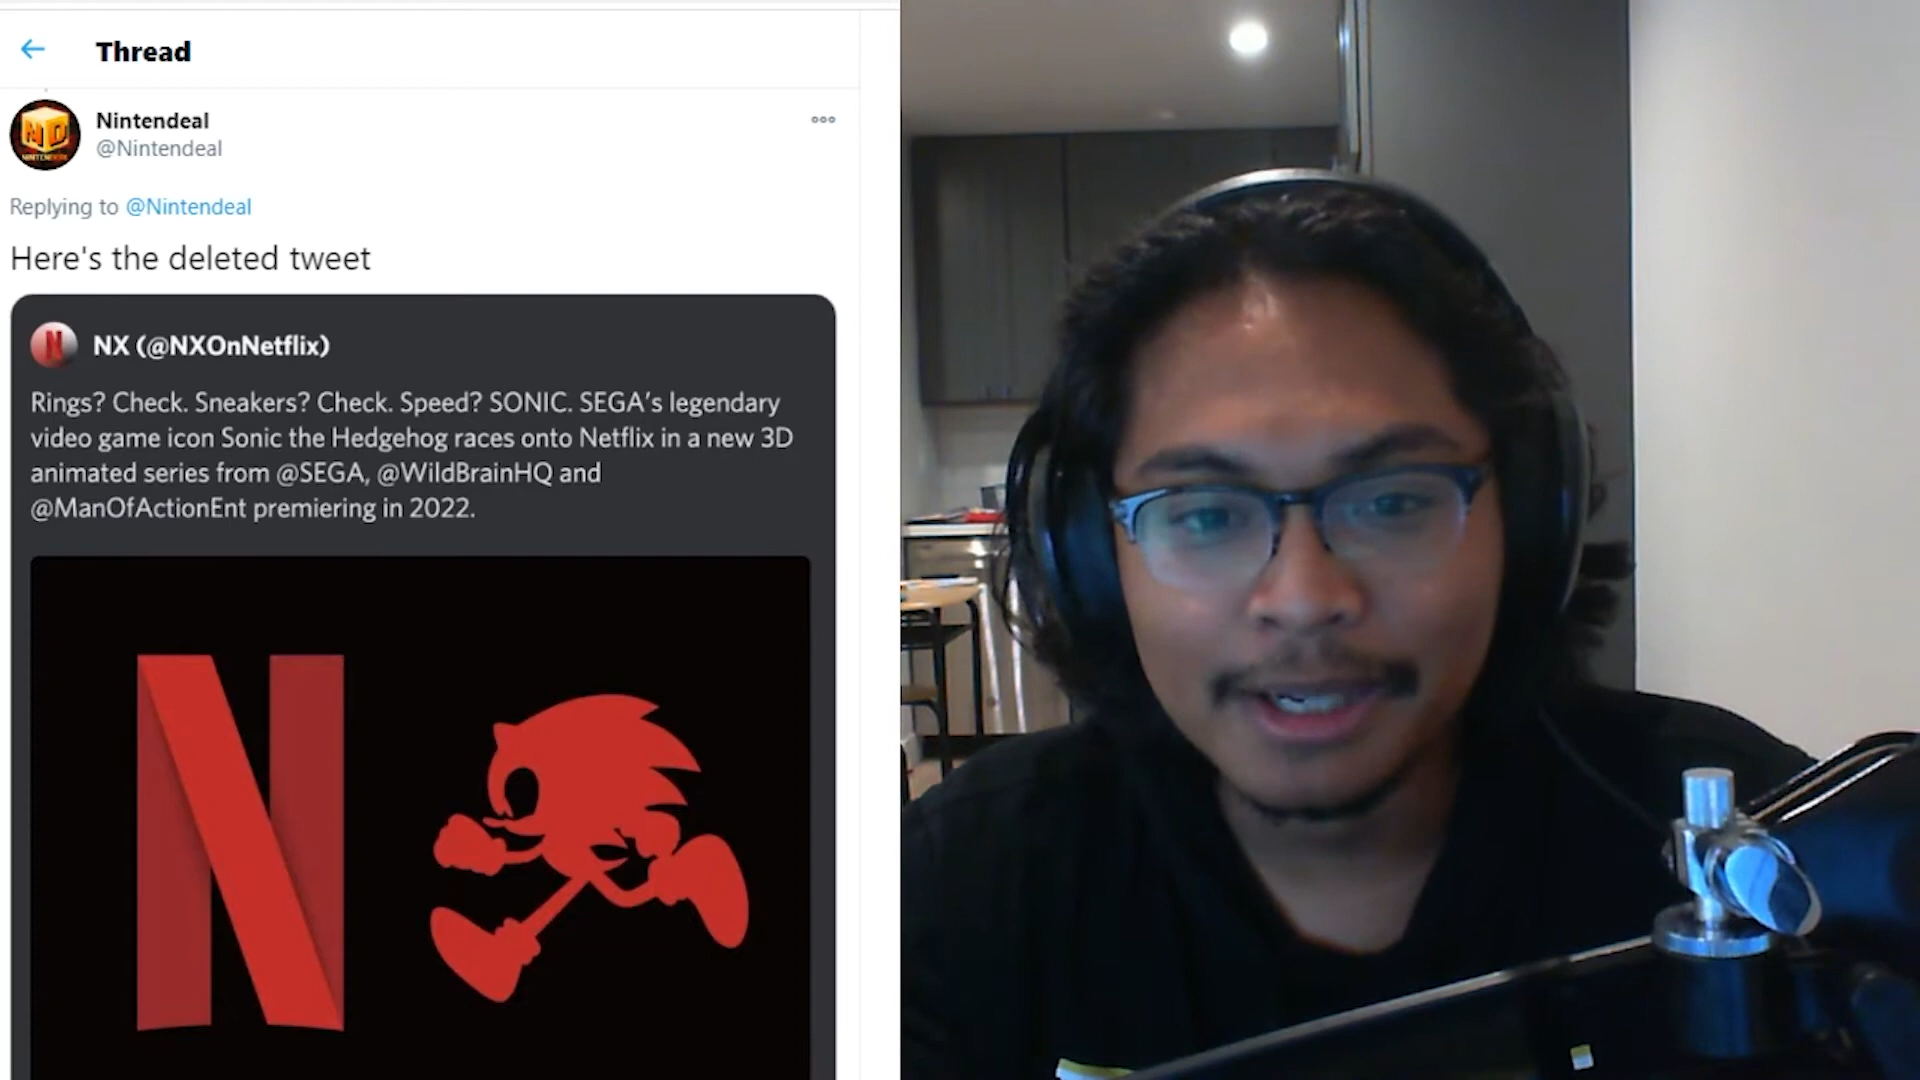 Thread
Nintendeal
@Nintendeal
Replying to @Nintendeal
Here's the deleted tweet
NX (@NXOnNetflix)
Rings? Check. Sneakers? Check. Speed? SONIC. SEGA’s legendary
video game icon Sonic the Hedgehog races onto Netflix in a new 3D
animated series from @SEGA, @WildBrainHQ and
@ManOfActionEnt premiering in 2022.